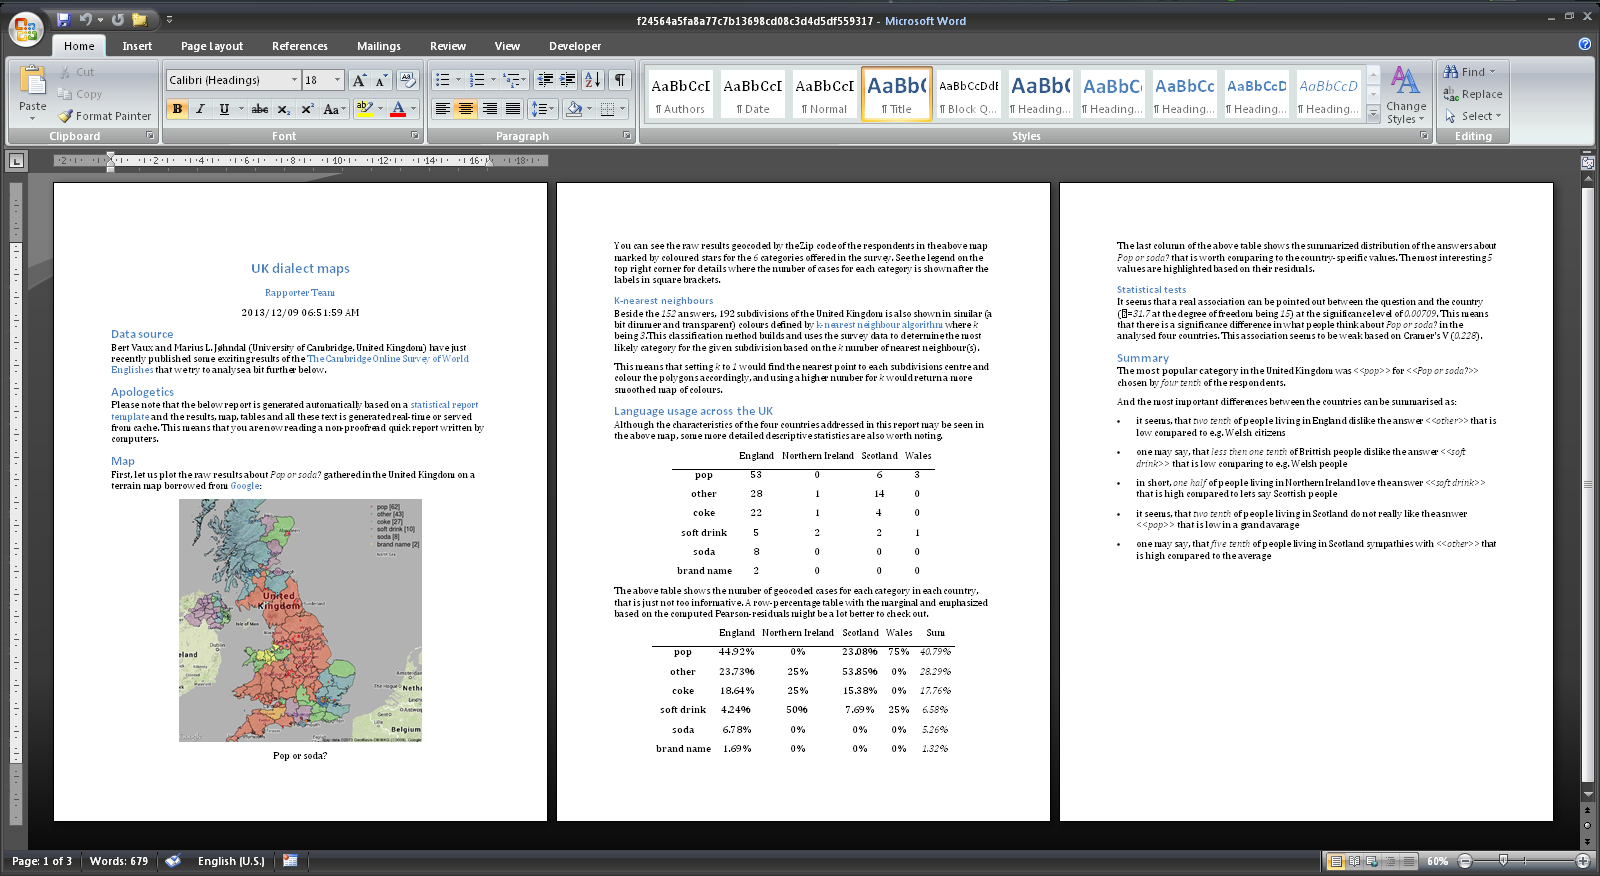 f24564a5fa8a77c7b13698cd08c3d4d5df559317 - Microsoft Word
Home Insert Page Layout References Mailings Review View Developer
Paste
Cut
Copy
Format Painter
Clipboard
Calibri (Headings) 18
Font
Paragraph
AaBbCcI AaBbCcI AaBbCcI AaBb( AaBbCcDdE AaBbC( AaBbC( AaBbCc AaBbCcD AaBbCcD
¶ Authors ¶ Date ¶ Normal ¶ Title ¶ Block Q... ¶ Heading... ¶ Heading... ¶ Heading... ¶ Heading... ¶ Heading...
Change Styles
Styles
Find
Replace
Select
Editing
UK dialect maps
Rapporter Team
2013/12/09 06:51:59 AM
Data source
Bert Vaux and Marius L. Jøhndal (University of Cambridge, United Kingdom) have just
recently published some exiting results of the The Cambridge Online Survey of World
Englishes that we try to analyse a bit further below.
Apologetics
Please note that the below report is generated automatically based on a statistical report
template and the results, map, tables and all these text is generated real-time or served
from cache. This means that you are now reading a non-proofread quick report written by
computers.
Map
First, let us plot the raw results about Pop or soda? gathered in the United Kingdom on a
terrain map borrowed from Google:
pop [62]
other [43]
coke [27]
soft drink [10]
soda [8]
brand name [2]
United
Kingdom
Isle of Man
Dublin
eland
Nethe
Belgium
Pop or soda?
You can see the raw results geocoded by the Zip code of the respondents in the above map
marked by coloured stars for the 6 categories offered in the survey. See the legend on the
top right corner for details where the number of cases for each category is shown after the
labels in square brackets.
K-nearest neighbours
Beside the 152 answers, 192 subdivisions of the United Kingdom is also shown in similar (a
bit dimmer and transparent) colours defined by k-nearest neighbour algorithm where k
being 3. This classification method builds and uses the survey data to determine the most
likely category for the given subdivision based on the k number of nearest neighbour(s).
This means that setting k to 1 would find the nearest point to each subdivisions centre and
colour the polygons accordingly, and using a higher number for k would return a more
smoothed map of colours.
Language usage across the UK
Although the characteristics of the four countries addressed in this report may be seen in
the above map, some more detailed descriptive statistics are also worth noting.
England Northern Ireland Scotland Wales
pop 53 0 6 3
other 28 1 14 0
coke 22 1 4 0
soft drink 5 2 2 1
soda 8 0 0 0
brand name 2 0 0 0
The above table shows the number of geocoded cases for each category in each country,
that is just not too informative. A row-percentage table with the marginal and emphasized
based on the computed Pearson-residuals might be a lot better to check out.
England Northern Ireland Scotland Wales Sum
pop 44.92% 0% 23.08% 75% 40.79%
other 23.73% 25% 53.85% 0% 28.29%
coke 18.64% 25% 15.38% 0% 17.76%
soft drink 4.24% 50% 7.69% 25% 6.58%
soda 6.78% 0% 0% 0% 5.26%
brand name 1.69% 0% 0% 0% 1.32%
The last column of the above table shows the summarized distribution of the answers about
Pop or soda? that is worth comparing to the country-specific values. The most interesting 5
values are highlighted based on their residuals.
Statistical tests
It seems that a real association can be pointed out between the question and the country
(=31.7 at the degree of freedom being 15) at the significance level of 0.00709. This means
that there is a significance difference in what people think about Pop or soda? in the
analysed four countries. This association seems to be weak based on Cramer's V (0.228).
Summary
The most popular category in the United Kingdom was <<pop>> for <<Pop or soda?>>
chosen by four tenth of the respondents.
And the most important differences between the countries can be summarised as:
• it seems, that two tenth of people living in England dislike the answer <<other>> that is
low compared to e.g. Welsh citizens
• one may say, that less then one tenth of Brittish people dislike the answer <<soft
drink>> that is low comparing to e.g. Welsh people
• in short, one half of people living in Northern Ireland love the answer <<soft drink>>
that is high compared to lets say Scottish people
• it seems, that two tenth of people living in Scotland do not really like the asnwer
<<pop>> that is low in a grand avarage
• one may say, that five tenth of people living in Scotland sympathies with <<other>> that
is high compared to the average
Page: 1 of 3 Words: 679 English (U.S.) 60%